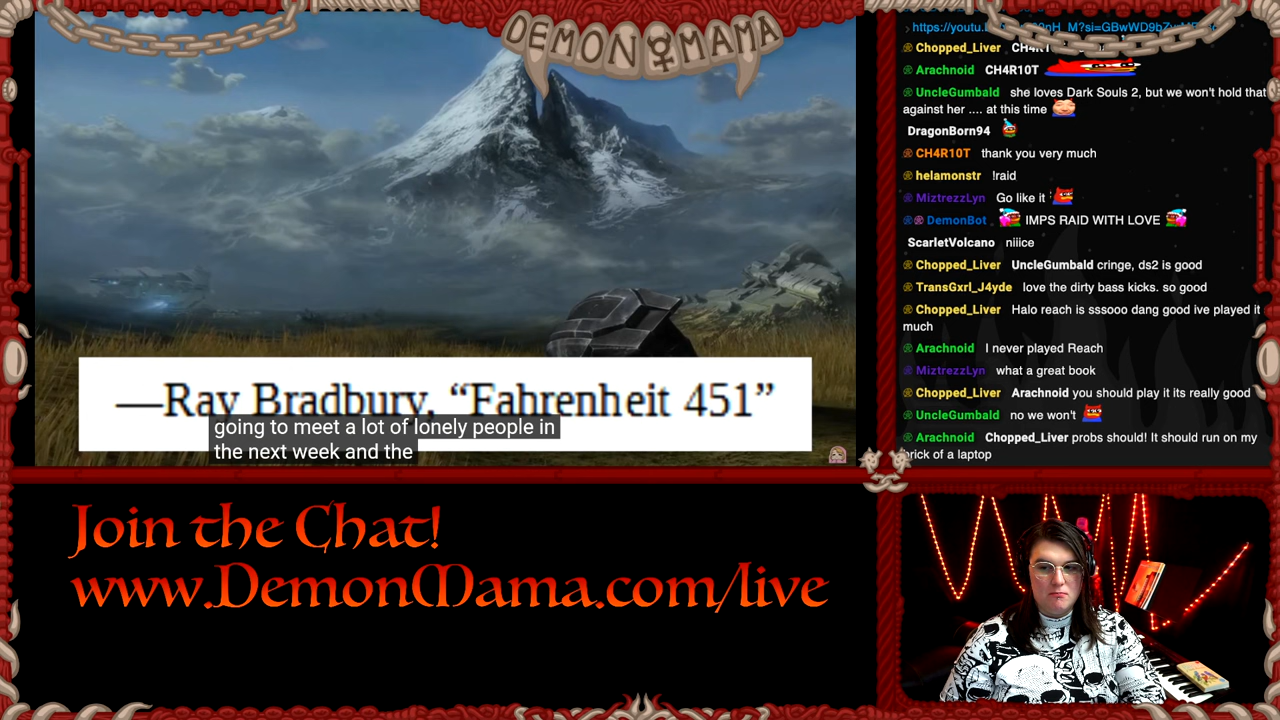 DEMON MAMA
—Ray Bradbury, “Fahrenheit 451”
going to meet a lot of lonely people in
the next week and the
Chopped_Liver
Arachnoid CH4R10T
UncleGumbald she loves Dark Souls 2, but we won't hold that
against her .... at this time
DragonBorn94
CH4R10T thank you very much
helamonstr !raid
MiztrezzLyn Go like it
DemonBot IMPS RAID WITH LOVE
ScarletVolcano niiice
Chopped_Liver UncleGumbald cringe, ds2 is good
TransGxrl_J4yde love the dirty bass kicks. so good
Chopped_Liver Halo reach is sssooo dang good ive played it
much
Arachnoid I never played Reach
MiztrezzLyn what a great book
Chopped_Liver Arachnoid you should play it its really good
UncleGumbald no we won't
Arachnoid Chopped_Liver probs should! It should run on my
brick of a laptop
Join the Chat!
www.DemonMama.com/live